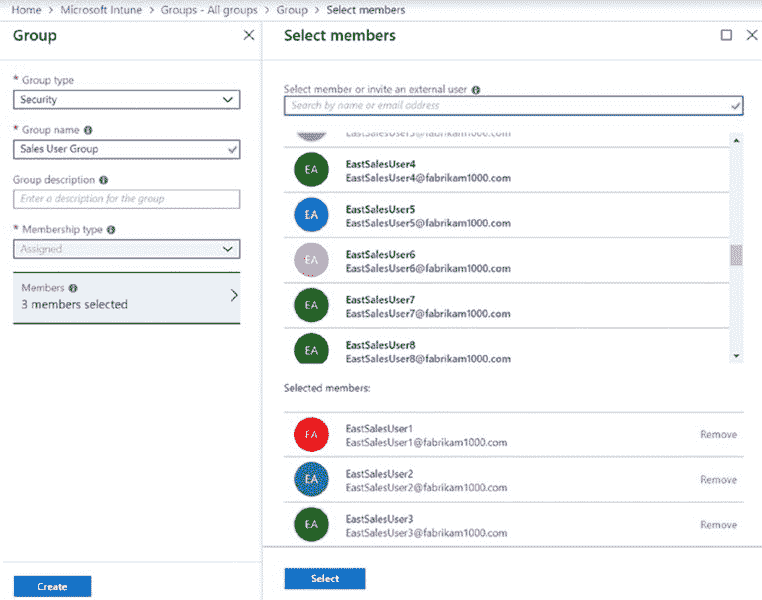 Home > Microsoft Intune > Groups - All groups > Group > Select members
Group
* Group type
Security
* Group name
Sales User Group
Group description
Enter a description for the group
* Membership type
Assigned
Members
3 members selected
Create
Select members
Select member or invite an external user
Search by name or email address
EastSalesUser3@fabrikam1000.com
EA
EastSalesUser4
EastSalesUser4@fabrikam1000.com
EA
EastSalesUser5
EastSalesUser5@fabrikam1000.com
EA
EastSalesUser6
EastSalesUser6@fabrikam1000.com
EA
EastSalesUser7
EastSalesUser7@fabrikam1000.com
EA
EastSalesUser8
EastSalesUser8@fabrikam1000.com
Selected members:
EA
EastSalesUser1
EastSalesUser1@fabrikam1000.com
Remove
EA
EastSalesUser2
EastSalesUser2@fabrikam1000.com
Remove
EA
EastSalesUser3
EastSalesUser3@fabrikam1000.com
Remove
Select